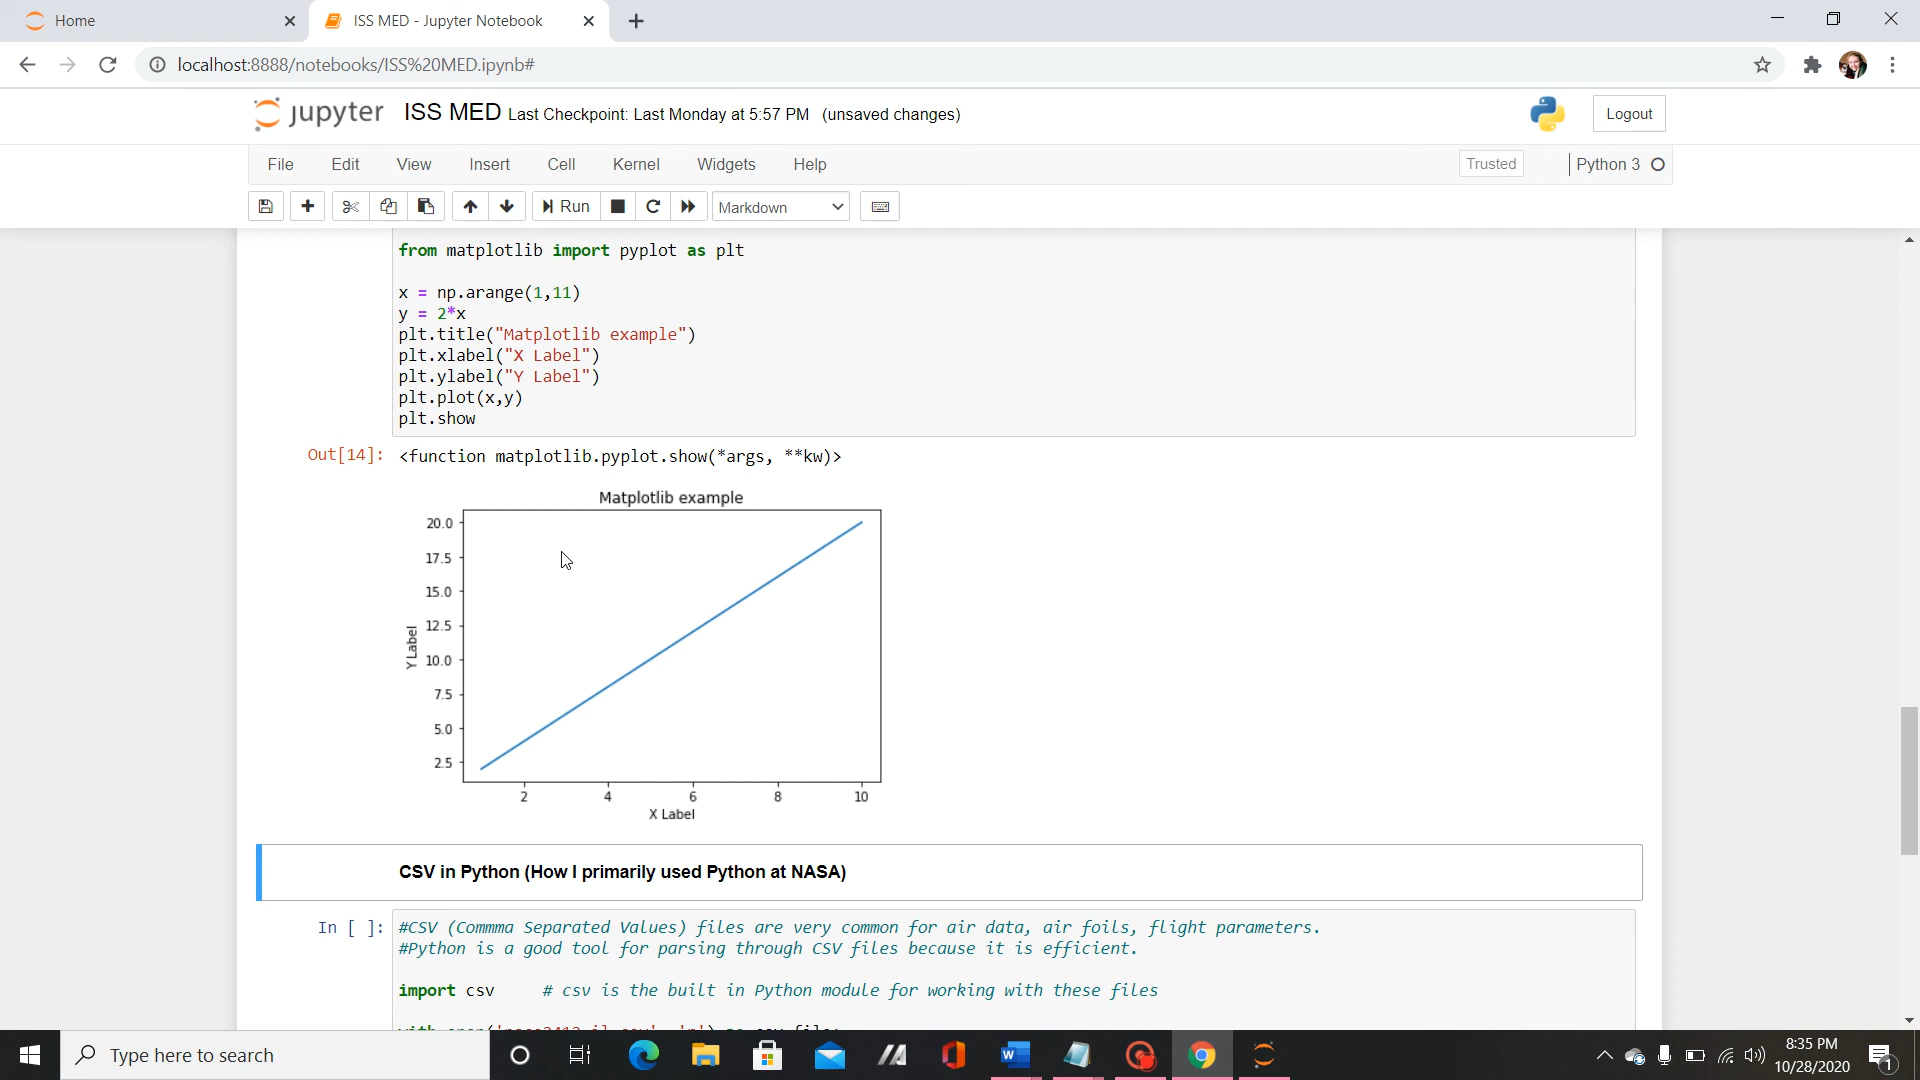 Home
ISS MED - Jupyter Notebook
localhost:8888/notebooks/ISS%20MED.ipynb#
jupyter ISS MED Last Checkpoint: Last Monday at 5:57 PM (unsaved changes)
Logout
File Edit View Insert Cell Kernel Widgets Help
Trusted
Python 3
Run
Markdown
from matplotlib import pyplot as plt
x = np.arange(1,11)
y = 2*x
plt.title("Matplotlib example")
plt.xlabel("X Label")
plt.ylabel("Y Label")
plt.plot(x,y)
plt.show
Out[14]: <function matplotlib.pyplot.show(*args, **kw)>
Matplotlib example
20.0
17.5
15.0
12.5
10.0
7.5
5.0
2.5
Y Label
2 4 6 8 10
X Label
CSV in Python (How I primarily used Python at NASA)
In [ ]: #CSV (Commma Separated Values) files are very common for air data, air foils, flight parameters.
#Python is a good tool for parsing through CSV files because it is efficient.
import csv # csv is the built in Python module for working with these files
Type here to search
8:35 PM
10/28/2020
1